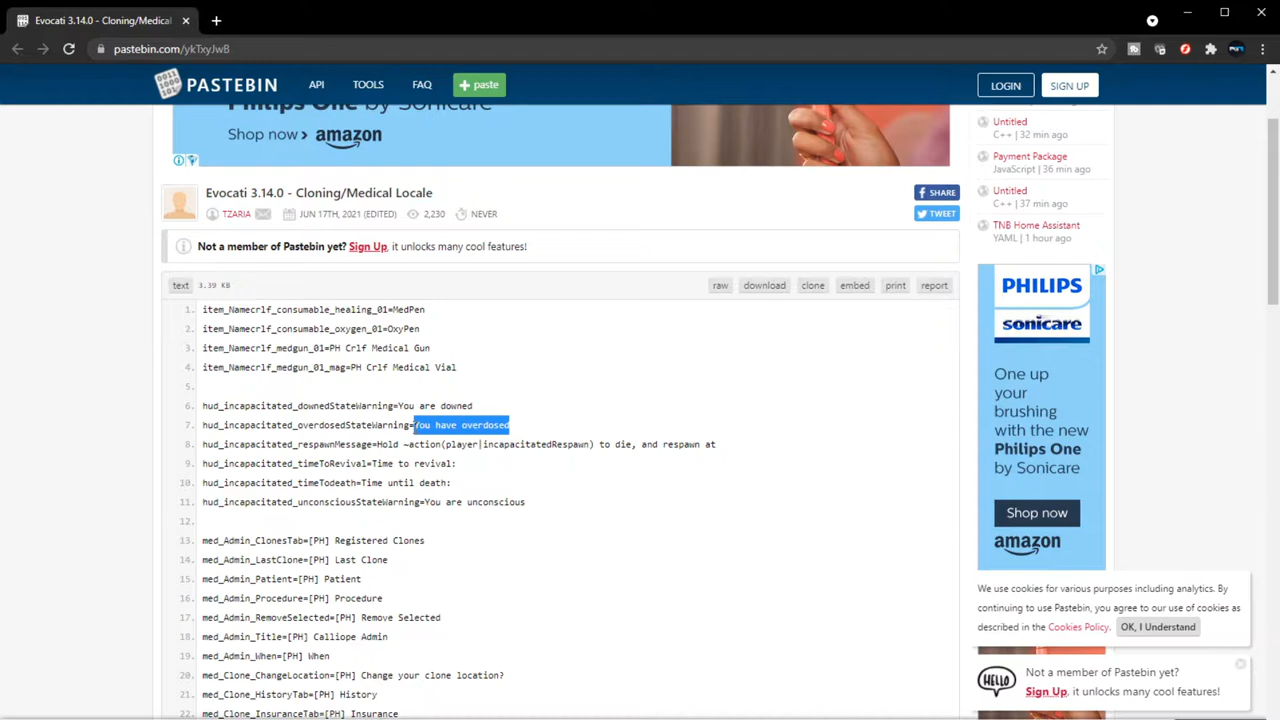 Evocati 3.14.0 - Cloning/Medical
pastebin.com/ykTxyJwB
PASTEBIN
API
TOOLS
FAQ
+ paste
LOGIN
SIGN UP
Philips One by Sonicare
Shop now > amazon
Untitled
C++ | 32 min ago
Payment Package
JavaScript | 36 min ago
Untitled
C++ | 37 min ago
TNB Home Assistant
YAML | 1 hour ago
Evocati 3.14.0 - Cloning/Medical Locale
TZARIA
JUN 17TH, 2021 (EDITED)
2,230
NEVER
SHARE
TWEET
Not a member of Pastebin yet? Sign Up, it unlocks many cool features!
text 3.39 KB
raw
download
clone
embed
print
report
1. item_Namecrlf_consumable_healing_01=MedPen
2. item_Namecrlf_consumable_oxygen_01=OxyPen
3. item_Namecrlf_medgun_01=PH Crlf Medical Gun
4. item_Namecrlf_medgun_01_mag=PH Crlf Medical Vial
5.
6. hud_incapacitated_downedStateWarning=You are downed
7. hud_incapacitated_overdosedStateWarning=You have overdosed
8. hud_incapacitated_respawnMessage=Hold ~action(player|incapacitatedRespawn) to die, and respawn at
9. hud_incapacitated_timeToRevival=Time to revival:
10. hud_incapacitated_timeTodeath=Time until death:
11. hud_incapacitated_unconsciousStateWarning=You are unconscious
12.
13. med_Admin_ClonesTab=[PH] Registered Clones
14. med_Admin_LastClone=[PH] Last Clone
15. med_Admin_Patient=[PH] Patient
16. med_Admin_Procedure=[PH] Procedure
17. med_Admin_RemoveSelected=[PH] Remove Selected
18. med_Admin_Title=[PH] Calliope Admin
19. med_Admin_When=[PH] When
20. med_Clone_ChangeLocation=[PH] Change your clone location?
21. med_Clone_HistoryTab=[PH] History
22. med_Clone_InsuranceTab=[PH] Insurance
PHILIPS
sonicare
One up
your
brushing
with the new
Philips One
by Sonicare
Shop now
amazon
We use cookies for various purposes including analytics. By
continuing to use Pastebin, you agree to our use of cookies as
described in the Cookies Policy. OK, I Understand
HELLO
Not a member of Pastebin yet?
Sign Up, it unlocks many cool features!